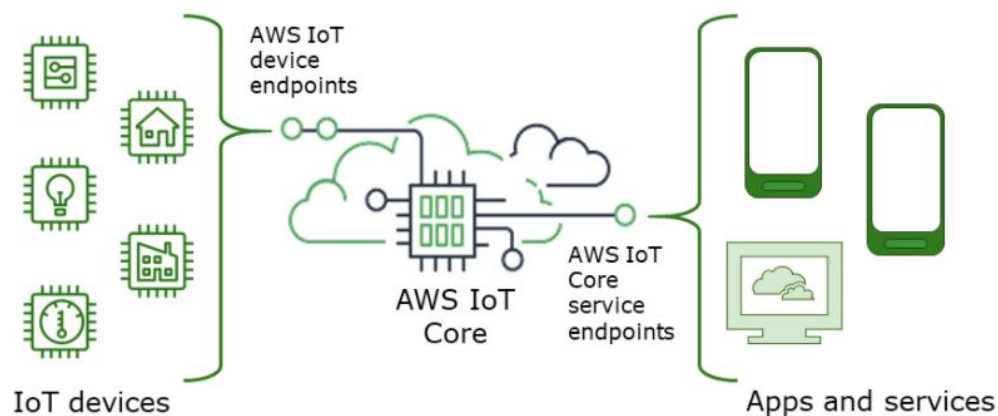 AWS IoT
device
endpoints
AWS IoT
Core
AWS IoT
Core
service
endpoints
IoT devices
Apps and services